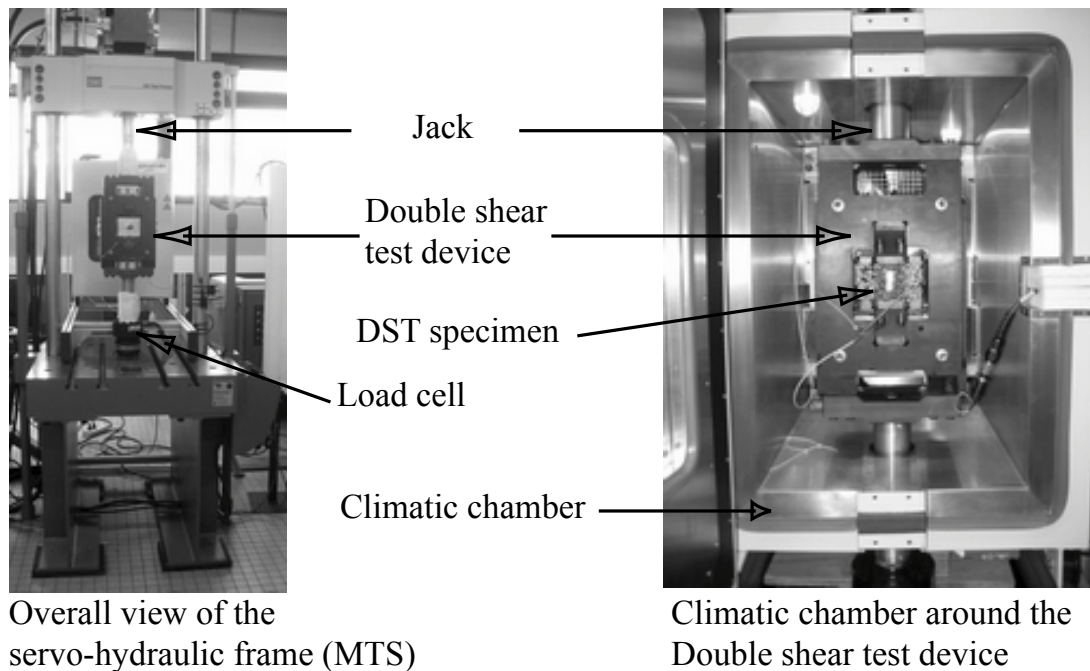 Jack
Double shear
test device
DST specimen
Load cell
Climatic chamber
Overall view of the
servo-hydraulic frame (MTS)
Climatic chamber around the
Double shear test device